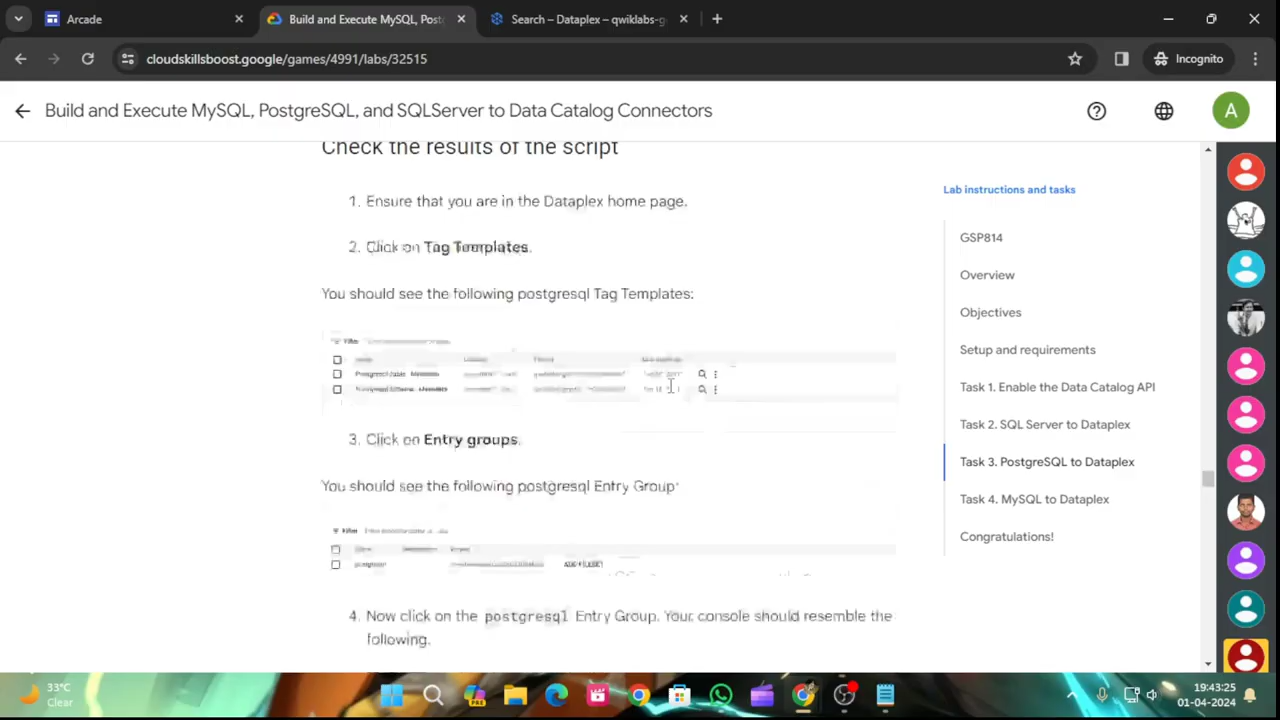 Arcade
Build and Execute MySQL, Post
Search – Dataplex – qwiklabs-g
cloudskillsboost.google/games/4991/labs/32515
Incognito
Build and Execute MySQL, PostgreSQL, and SQLServer to Data Catalog Connectors
A
Check the results of the script
1. Ensure that you are in the Dataplex home page.
2. Click on Tag Templates.
You should see the following postgresql Tag Templates:
Filter
3. Click on Entry groups.
You should see the following postgresql Entry Group:
Filter
postgresql
4. Now click on the postgresql Entry Group. Your console should resemble the
following.
Lab instructions and tasks
GSP814
Overview
Objectives
Setup and requirements
Task 1. Enable the Data Catalog API
Task 2. SQL Server to Dataplex
Task 3. PostgreSQL to Dataplex
Task 4. MySQL to Dataplex
Congratulations!
33°C
Clear
PRE
19:43:25
01-04-2024